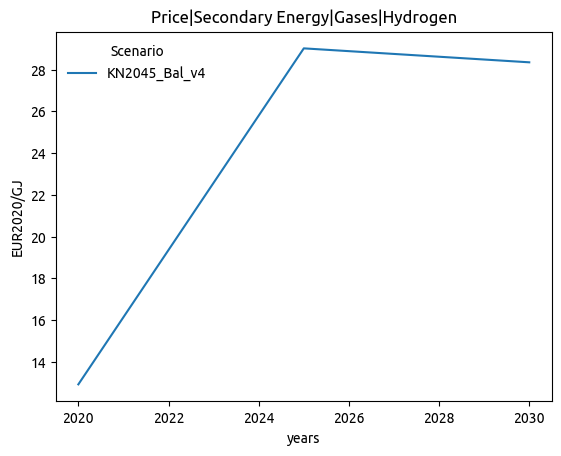 Price|Secondary Energy|Gases|Hydrogen
Scenario
KN2045_Bal_v4
28
26
24
22
20
18
16
14
EUR2020/GJ
2020 2022 2024 2026 2028 2030
years